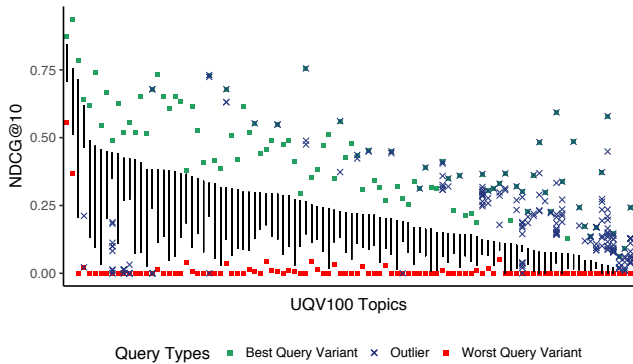 NDCG@10
0.75
0.50
0.25
0.00
UQV100 Topics
Query Types Best Query Variant Outlier Worst Query Variant